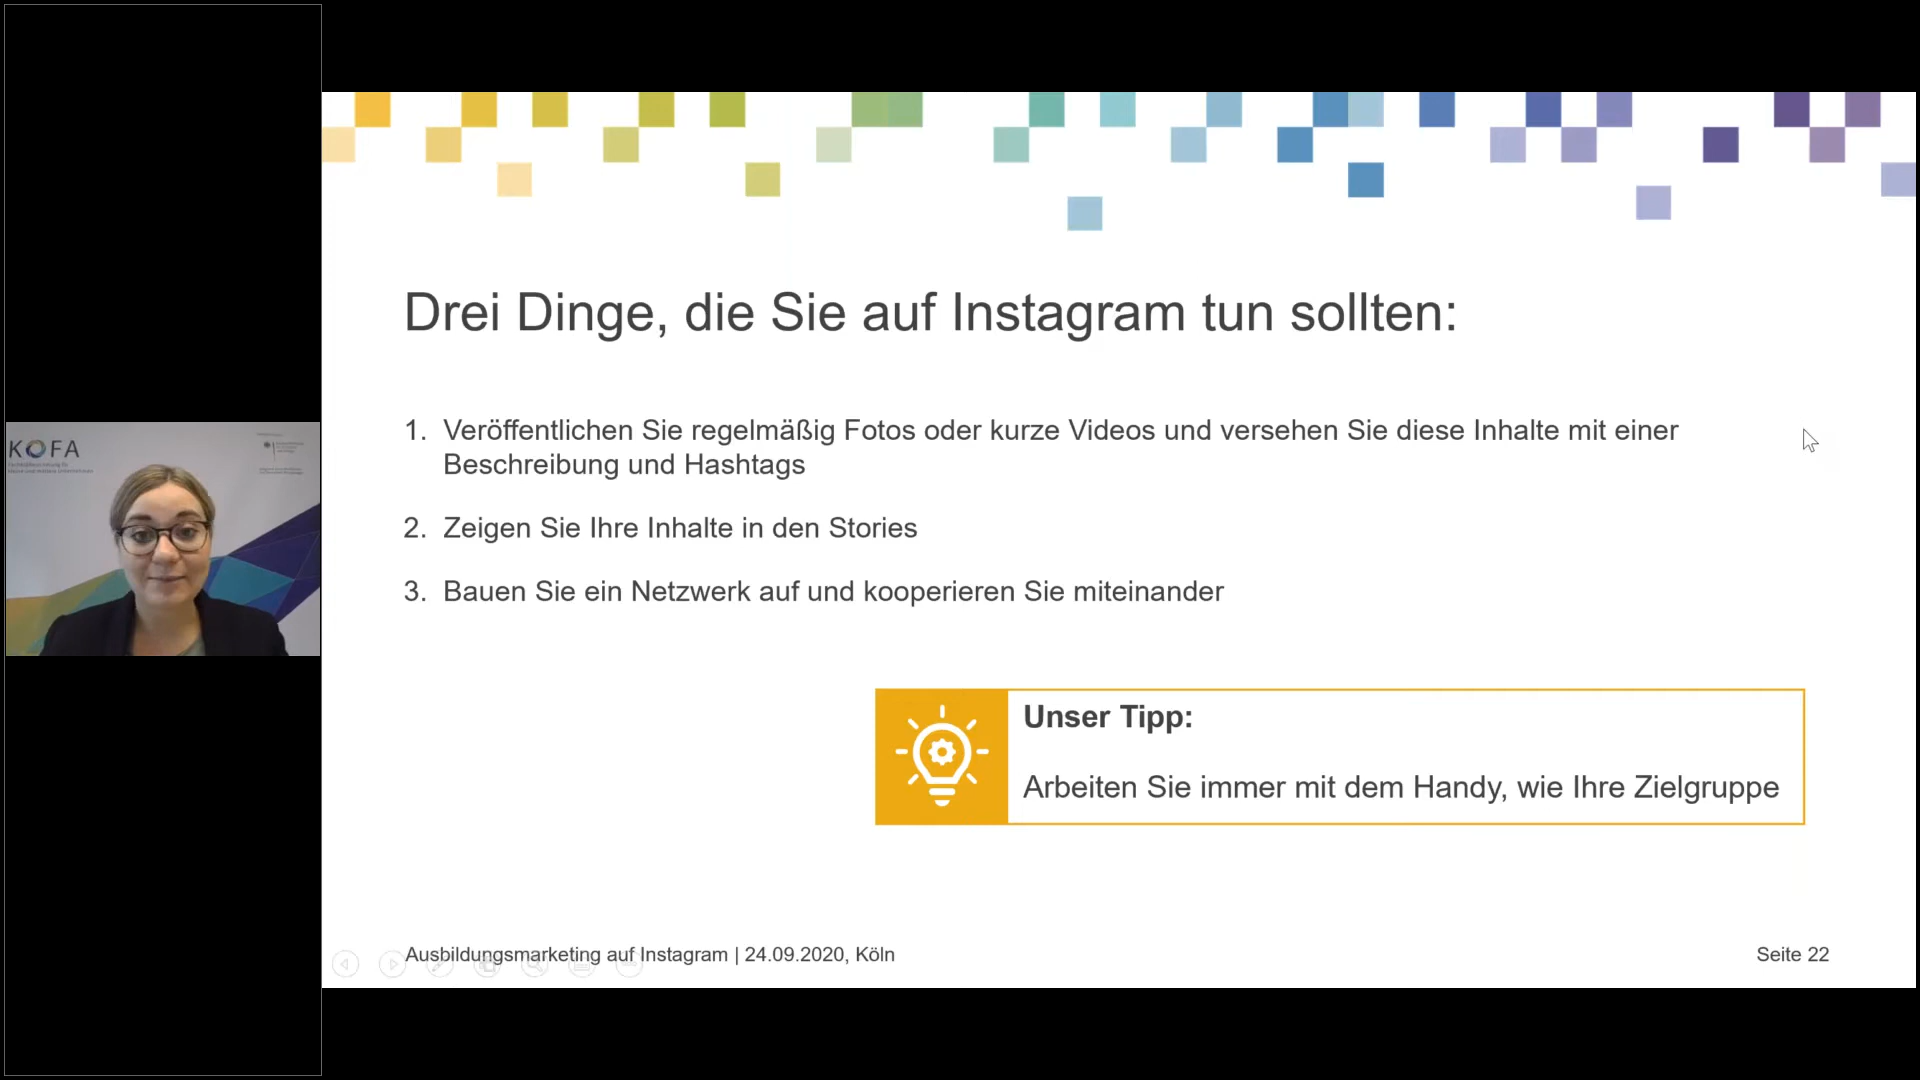 KOFA
Drei Dinge, die Sie auf Instagram tun sollten:
1. Veröffentlichen Sie regelmäßig Fotos oder kurze Videos und versehen Sie diese Inhalte mit einer
Beschreibung und Hashtags
2. Zeigen Sie Ihre Inhalte in den Stories
3. Bauen Sie ein Netzwerk auf und kooperieren Sie miteinander
Unser Tipp:
Arbeiten Sie immer mit dem Handy, wie Ihre Zielgruppe
Ausbildungsmarketing auf Instagram | 24.09.2020, Köln
Seite 22